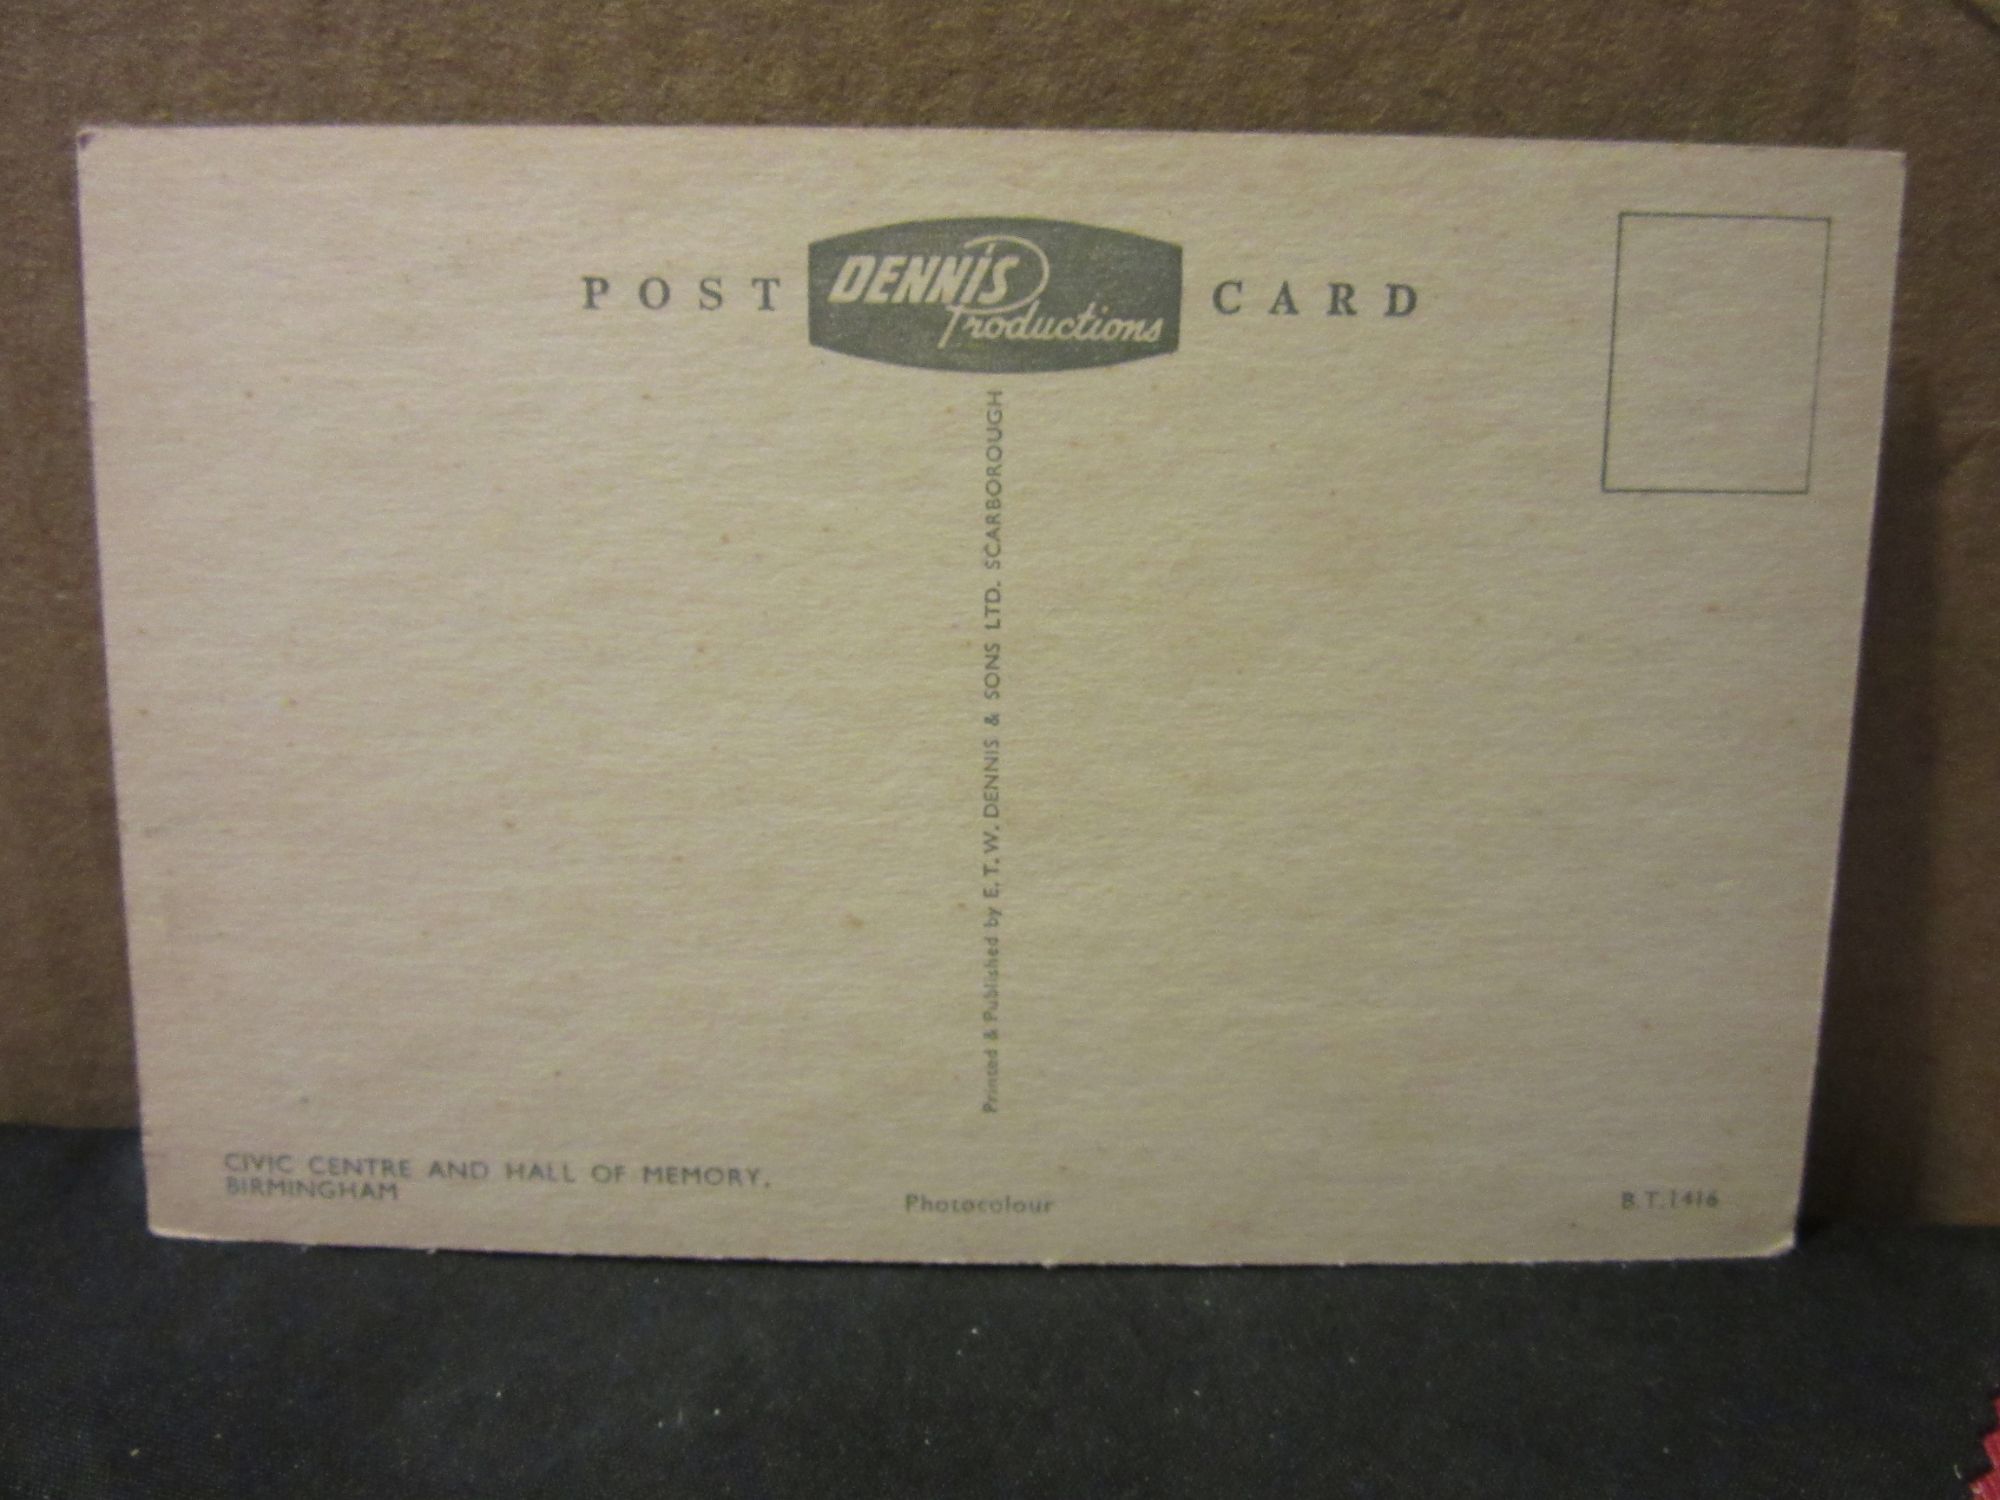 POST DENNIS Productions CARD
Printed & Published by E.T.W. DENNIS & SONS LTD. SCARBOROUGH
CIVIC CENTRE AND HALL OF MEMORY,
BIRMINGHAM
Photocolour
B.T.1416